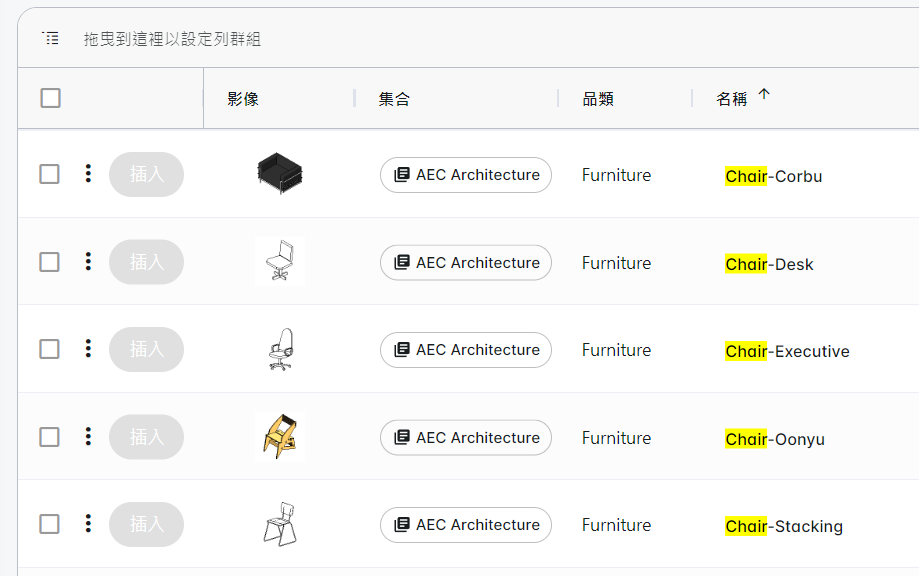 拖曳到這裡以設定列群組
影像 集合 品類 名稱
插入 AEC Architecture Furniture Chair-Corbu
插入 AEC Architecture Furniture Chair-Desk
插入 AEC Architecture Furniture Chair-Executive
插入 AEC Architecture Furniture Chair-Oonyu
插入 AEC Architecture Furniture Chair-Stacking